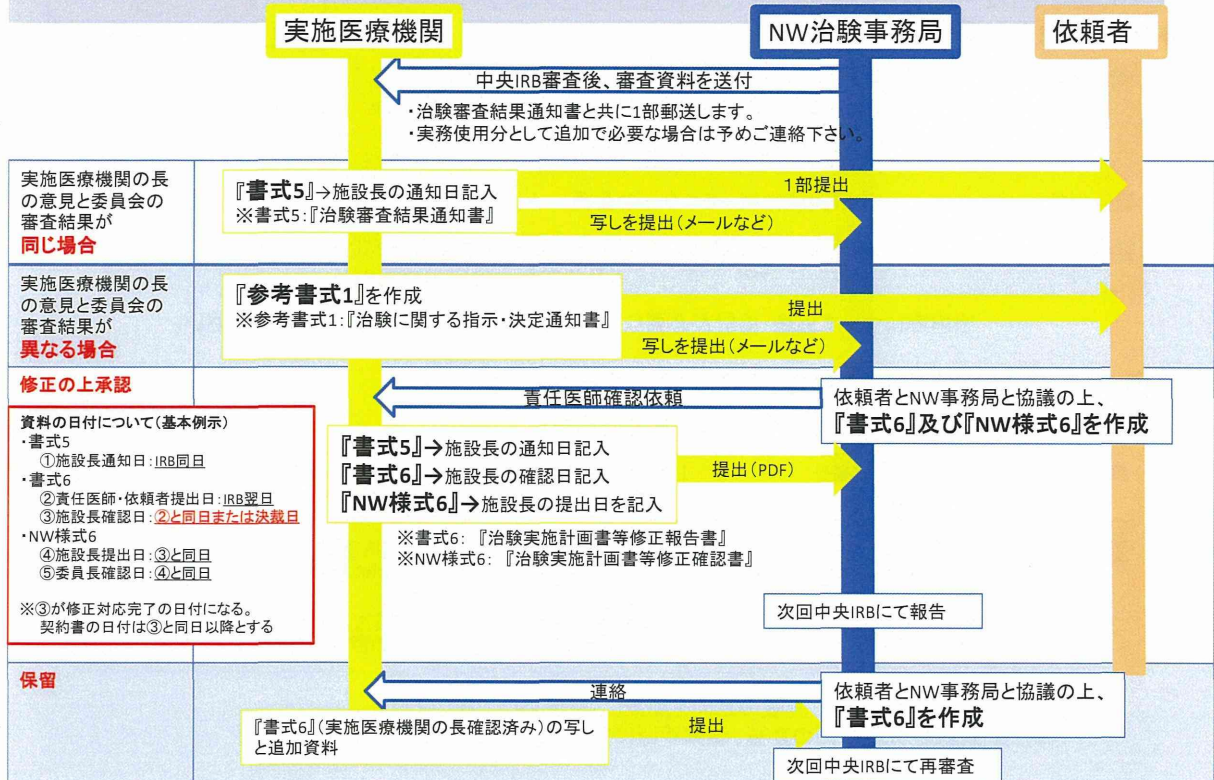 実施医療機関
NW治験事務局
依頼者
中央IRB審査後、審査資料を送付
・治験審査結果通知書と共に1部郵送します。
・実務使用分として追加で必要な場合は予めご連絡下さい。
実施医療機関の長
の意見と委員会の
審査結果が
同じ場合
『書式5』→施設長の通知日記入
※書式5:『治験審査結果通知書』
1部提出
写しを提出(メールなど)
実施医療機関の長
の意見と委員会の
審査結果が
異なる場合
『参考書式1』を作成
※参考書式1:『治験に関する指示・決定通知書』
提出
写しを提出(メールなど)
修正の上承認
責任医師確認依頼
依頼者とNW事務局と協議の上、
『書式6』及び『NW様式6』を作成
資料の日付について(基本例示)
・書式5
①施設長通知日:IRB同日
・書式6
②責任医師・依頼者提出日:IRB翌日
③施設長確認日:②と同日または決裁日
・NW様式6
④施設長提出日:③と同日
⑤委員長確認日:④と同日
※③が修正対応完了の日付になる。
契約書の日付は③と同日以降とする
『書式5』→施設長の通知日記入
『書式6』→施設長の確認日記入
『NW様式6』→施設長の提出日を記入
提出(PDF)
※書式6: 『治験実施計画書等修正報告書』
※NW様式6: 『治験実施計画書等修正確認書』
次回中央IRBにて報告
保留
連絡
依頼者とNW事務局と協議の上、
『書式6』を作成
『書式6』(実施医療機関の長確認済み)の写し
と追加資料
提出
次回中央IRBにて再審査